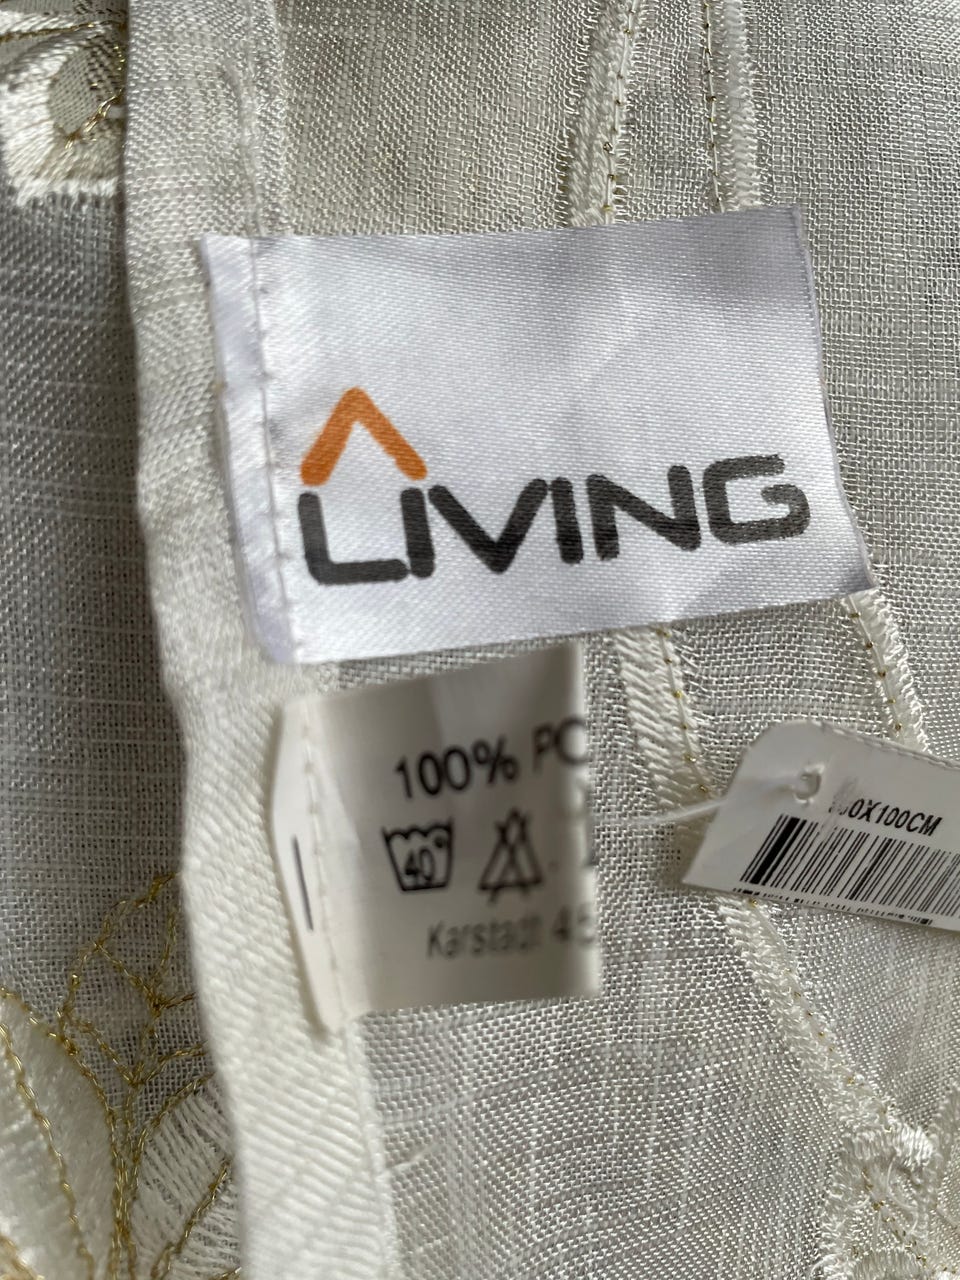 LIVING
100% PO
40°
Karstadt 45
00X100CM